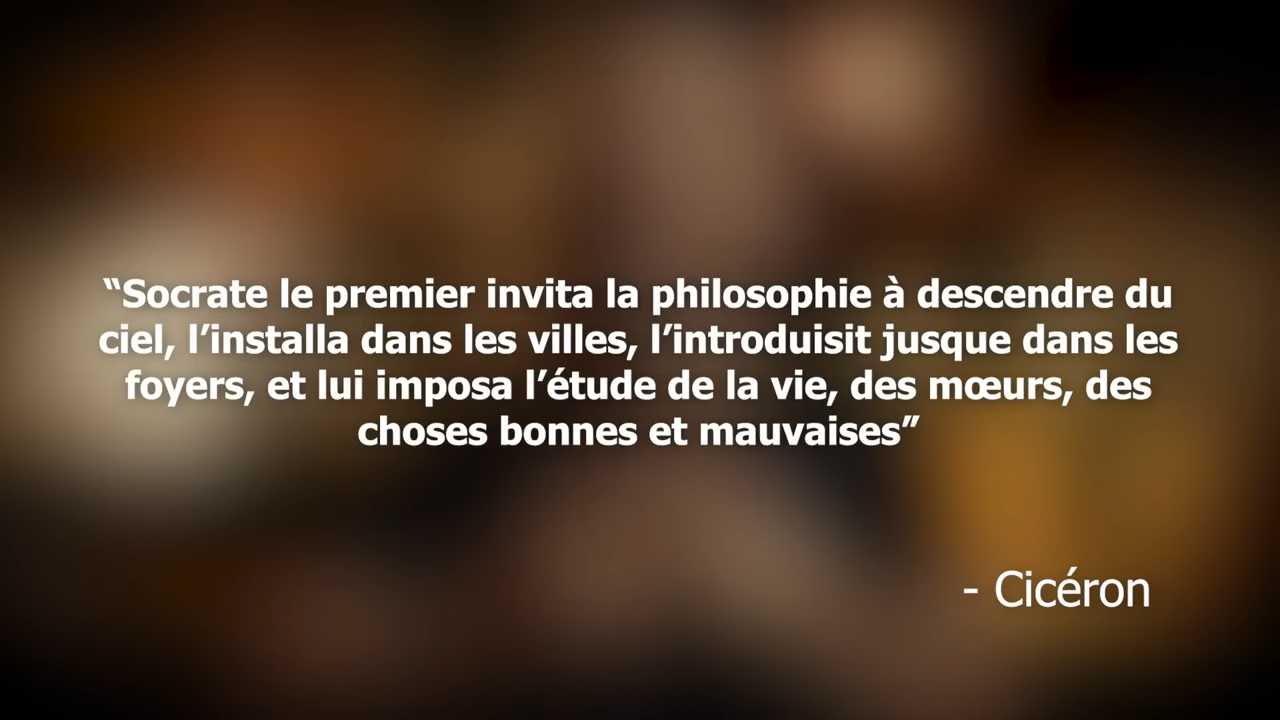 “Socrate le premier invita la philosophie à descendre du
ciel, l’installa dans les villes, l’introduisit jusque dans les
foyers, et lui imposa l’étude de la vie, des mœurs, des
choses bonnes et mauvaises”
- Cicéron